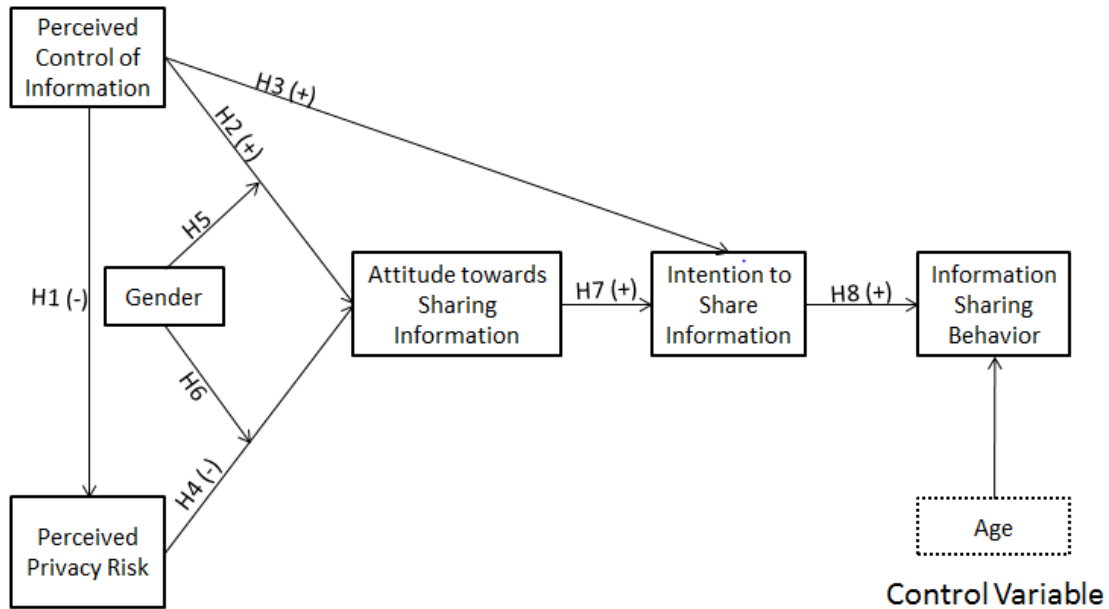 Perceived
Control of
Information
H3 (+)
H2 (+)
H5
H1 (-)
Gender
Attitude towards
Sharing
Information
H7 (+)
Intention to
Share
Information
H8 (+)
Information
Sharing
Behavior
H6
H4 (-)
Perceived
Privacy Risk
Age
Control Variable